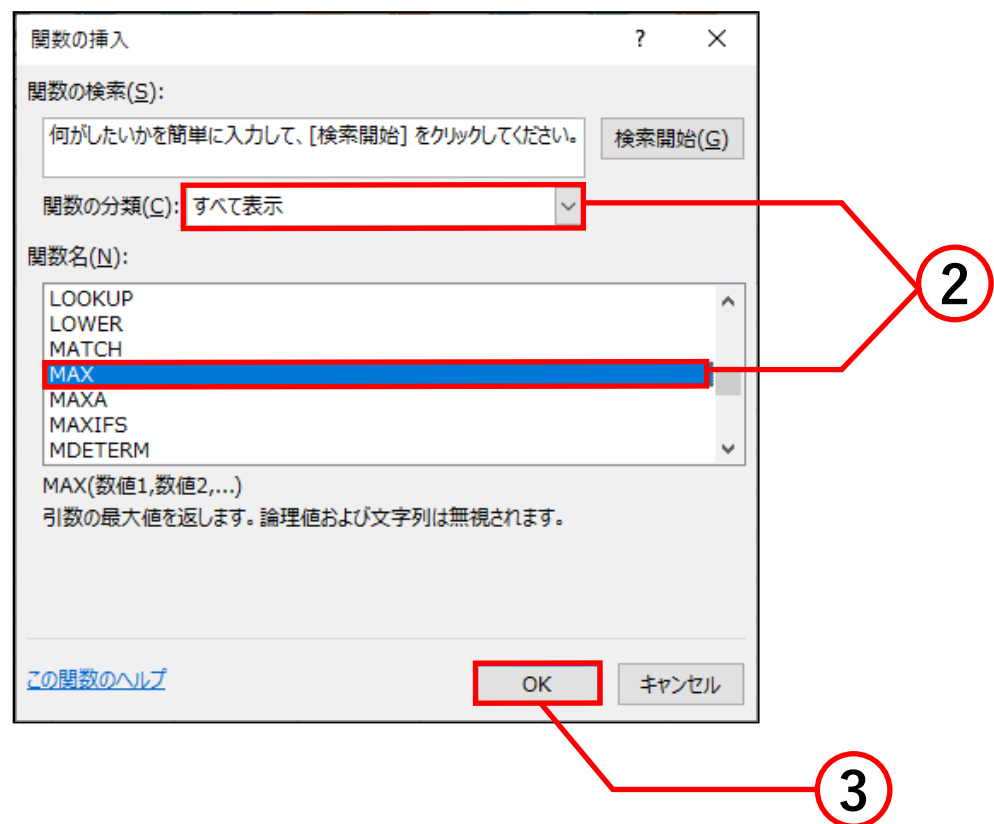 関数の挿入 ? ×
関数の検索(S):
何がしたいかを簡単に入力して、[検索開始] をクリックしてください。 検索開始(G)
関数の分類(C): すべて表示
関数名(N):
②
LOOKUP
LOWER
MATCH
MAX
MAXA
MAXIFS
MDETERM
MAX(数値1,数値2,...)
引数の最大値を返します。論理値および文字列は無視されます。
この関数のヘルプ OK キャンセル
③